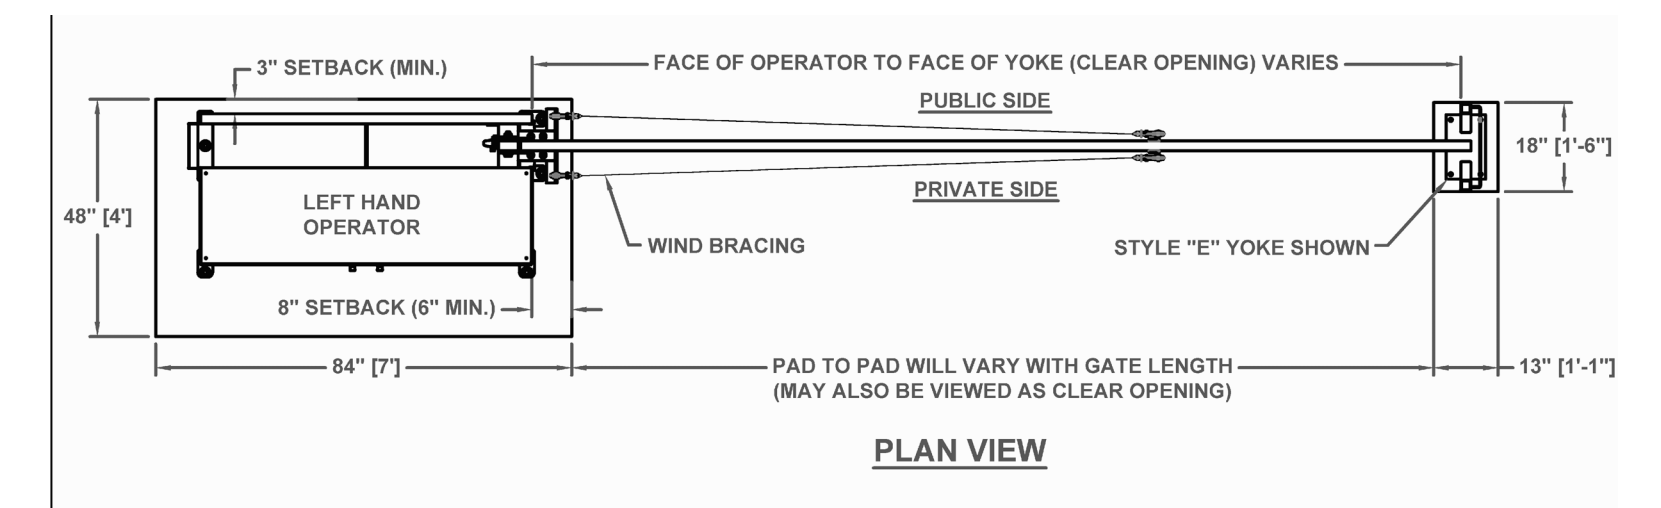 3" SETBACK (MIN.)
FACE OF OPERATOR TO FACE OF YOKE (CLEAR OPENING) VARIES
PUBLIC SIDE
18" [1'-6"]
PRIVATE SIDE
LEFT HAND
OPERATOR
48" [4']
WIND BRACING
STYLE "E" YOKE SHOWN
8" SETBACK (6" MIN.)
84" [7']
PAD TO PAD WILL VARY WITH GATE LENGTH
(MAY ALSO BE VIEWED AS CLEAR OPENING)
13" [1'-1"]
PLAN VIEW